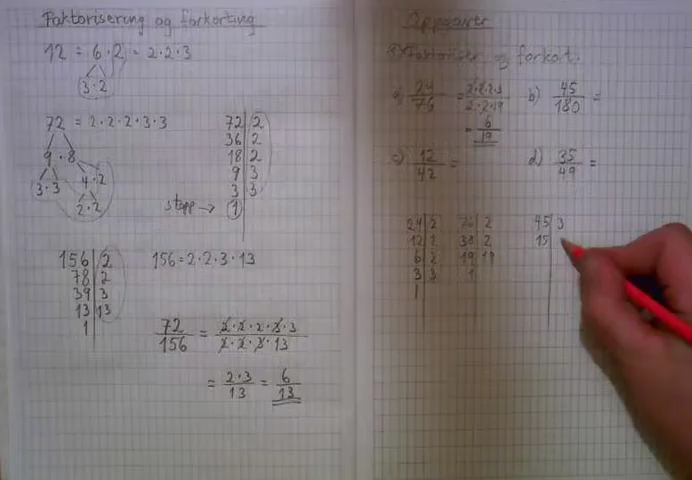 Faktorisering og forkorting
12 = 6·2 = 2·2·3
3·2
72 = 2·2·2·3·3
9·8
3·3 4·2
2·2
72 | 2
36 | 2
18 | 2
9 | 3
3 | 3
stopp → 1
156 | 2
78 | 2
39 | 3
13 | 13
1
156 = 2·2·3·13
72/156 = 2·2·2·3·3/2·2·3·13
= 2·3/13 = 6/13
Oppgaver
Faktoriser og forkort.
a) 24/76 = 2·2·2·3/2·2·19
= 6/19
b) 45/180 =
c) 12/42 =
d) 35/49 =
24 | 2
12 | 2
6 | 2
3 | 3
1
76 | 2
38 | 2
19 | 19
1
45 | 3
15 |